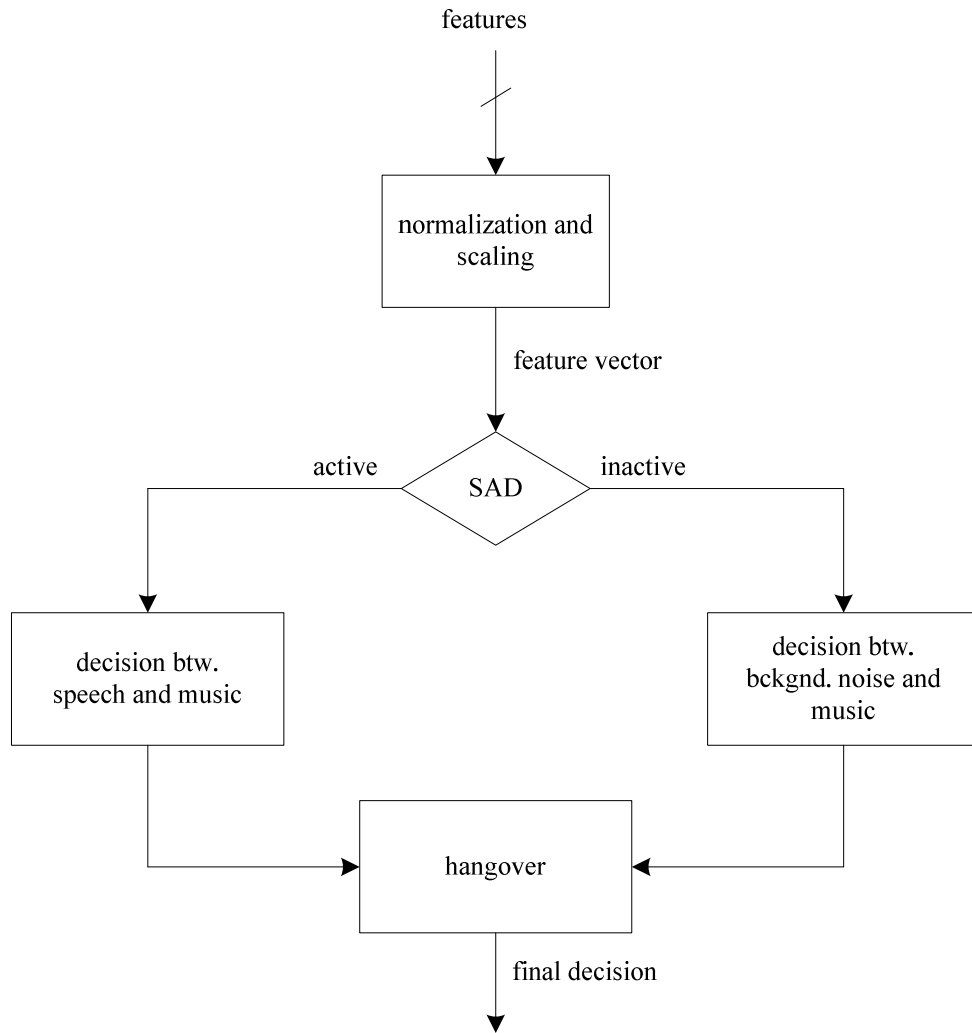 features
normalization and
scaling
feature vector
active
inactive
SAD
decision btw.
speech and music
decision btw.
bckgnd. noise and
music
hangover
final decision